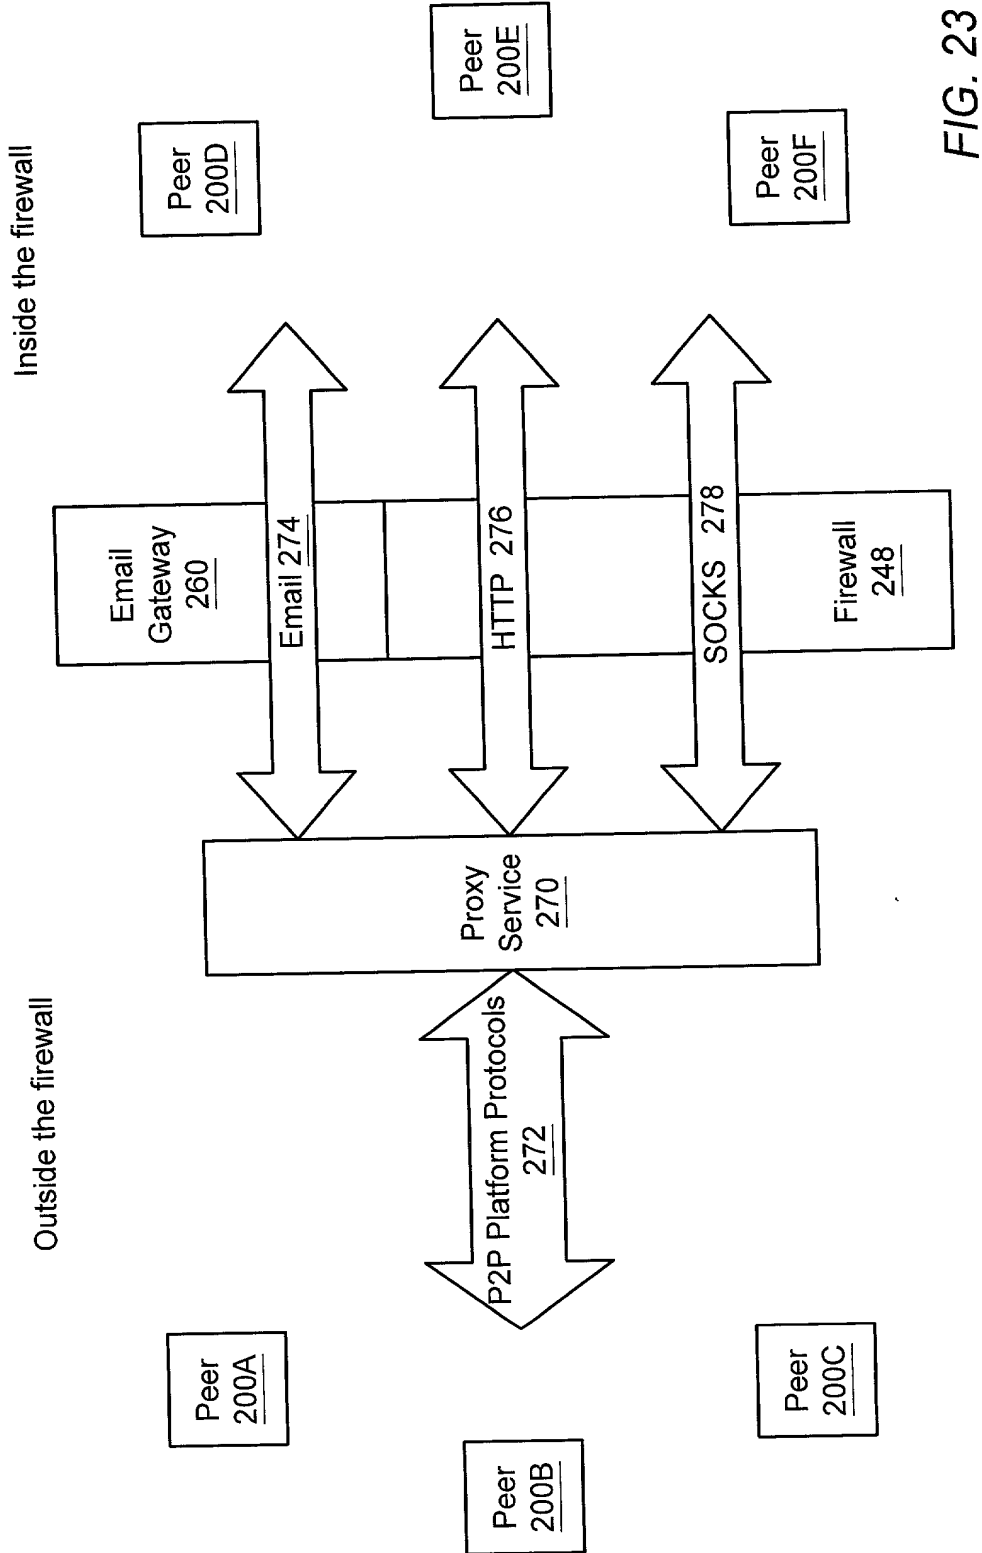 Outside the firewall
Inside the firewall
Peer
200A
Peer
200B
Peer
200C
P2P Platform Protocols
272
Proxy
Service
270
Email
Gateway
260
Email 274
HTTP 276
SOCKS 278
Firewall
248
Peer
200D
Peer
200E
Peer
200F
FIG. 23